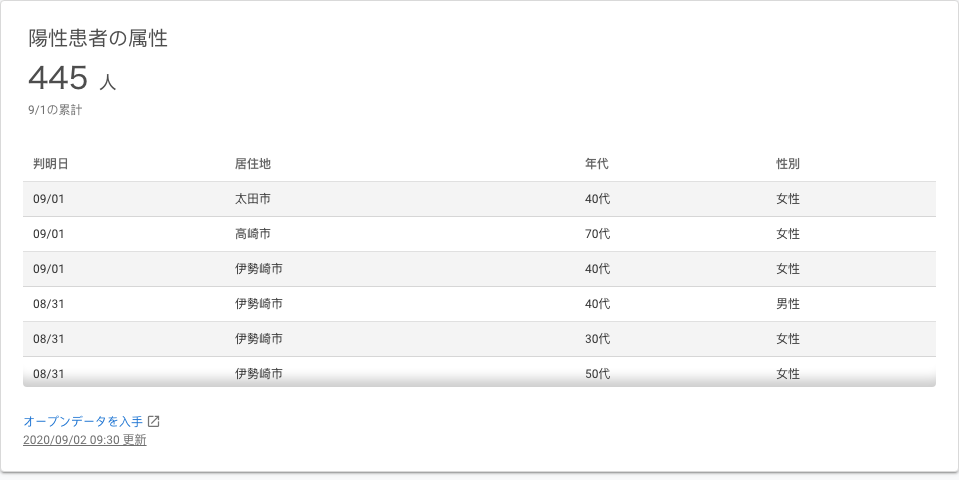 陽性患者の属性
445 人
9/1の累計
判明日 居住地 年代 性別
09/01 太田市 40代 女性
09/01 高崎市 70代 女性
09/01 伊勢崎市 40代 女性
08/31 伊勢崎市 40代 男性
08/31 伊勢崎市 30代 女性
08/31 伊勢崎市 50代 女性
オープンデータを入手
2020/09/02 09:30 更新